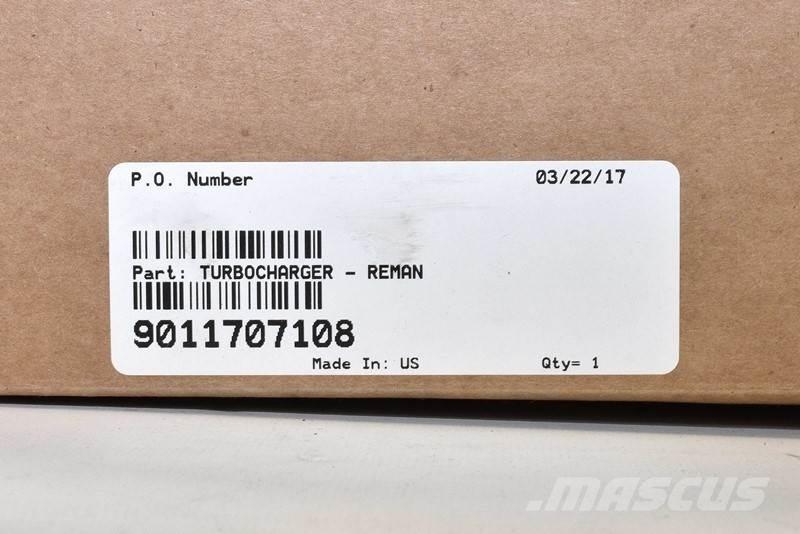 P.O. Number 03/22/17
Part: TURBOCHARGER - REMAN
9011707108
Made In: US Qty= 1
.mascus